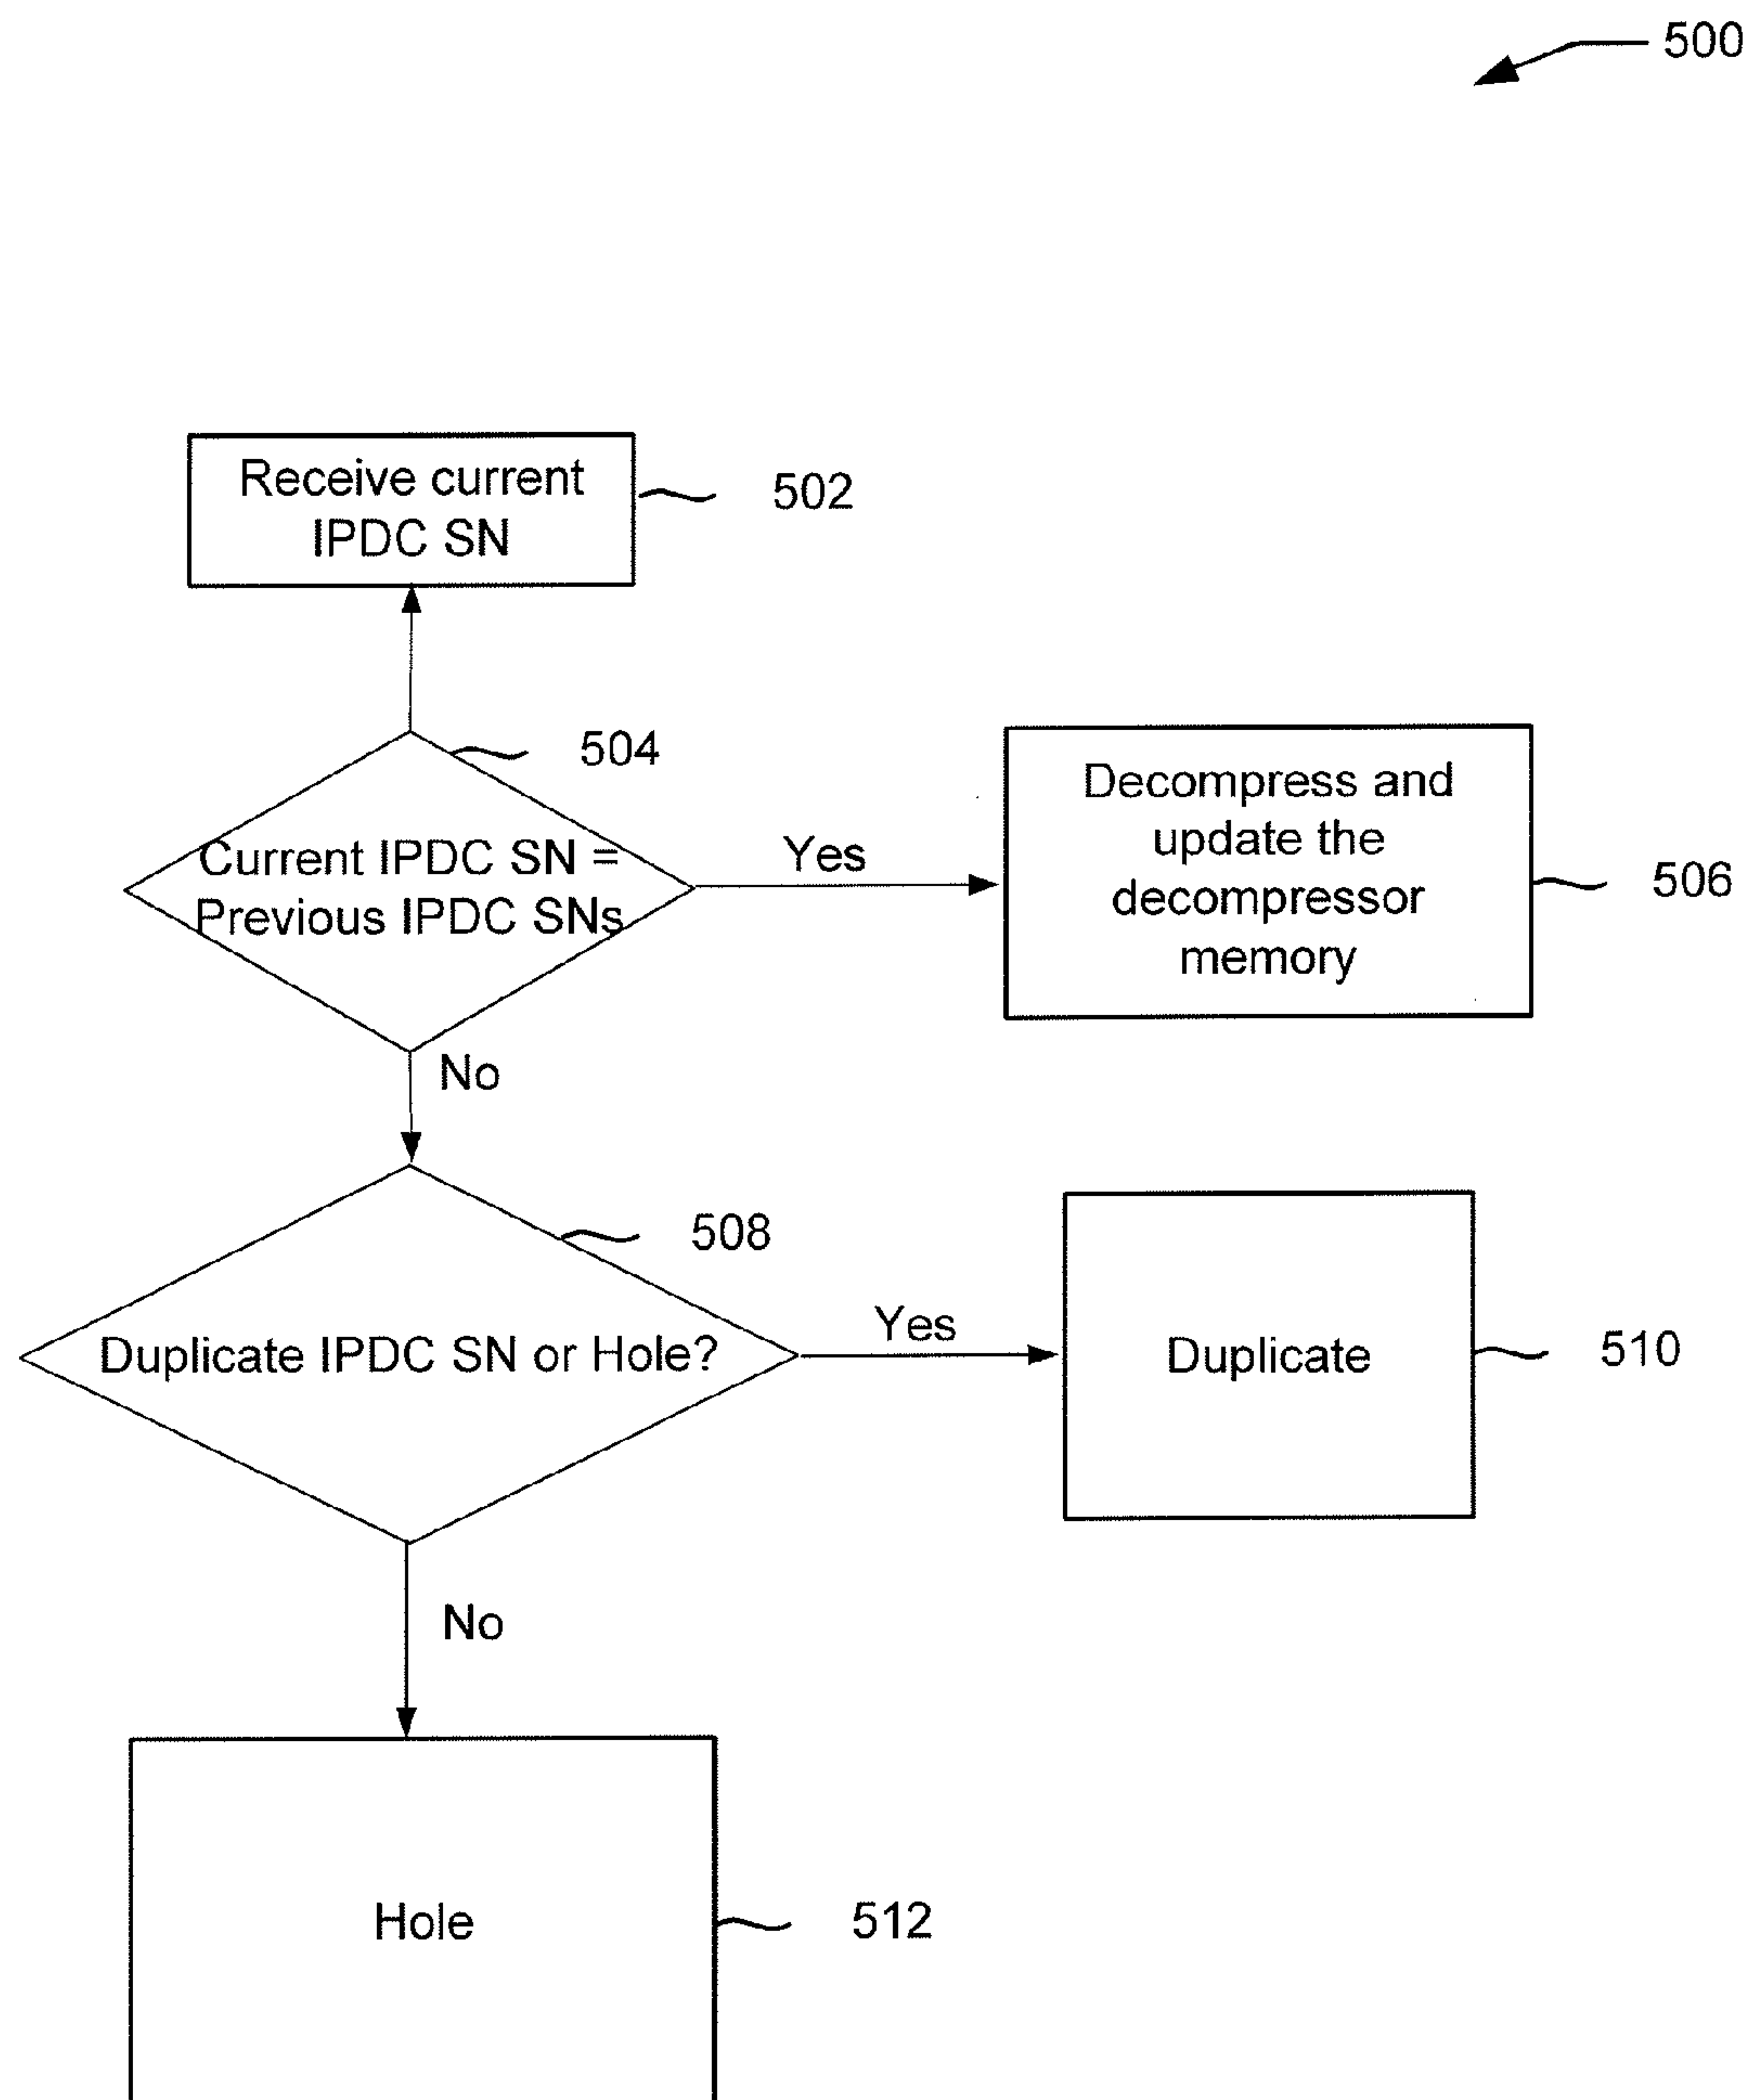 500
Receive current
IPDC SN
502
504
Current IPDC SN =
Previous IPDC SNs
Yes
Decompress and
update the
decompressor
memory
506
No
508
Duplicate IPDC SN or Hole?
Yes
Duplicate
510
No
Hole
512